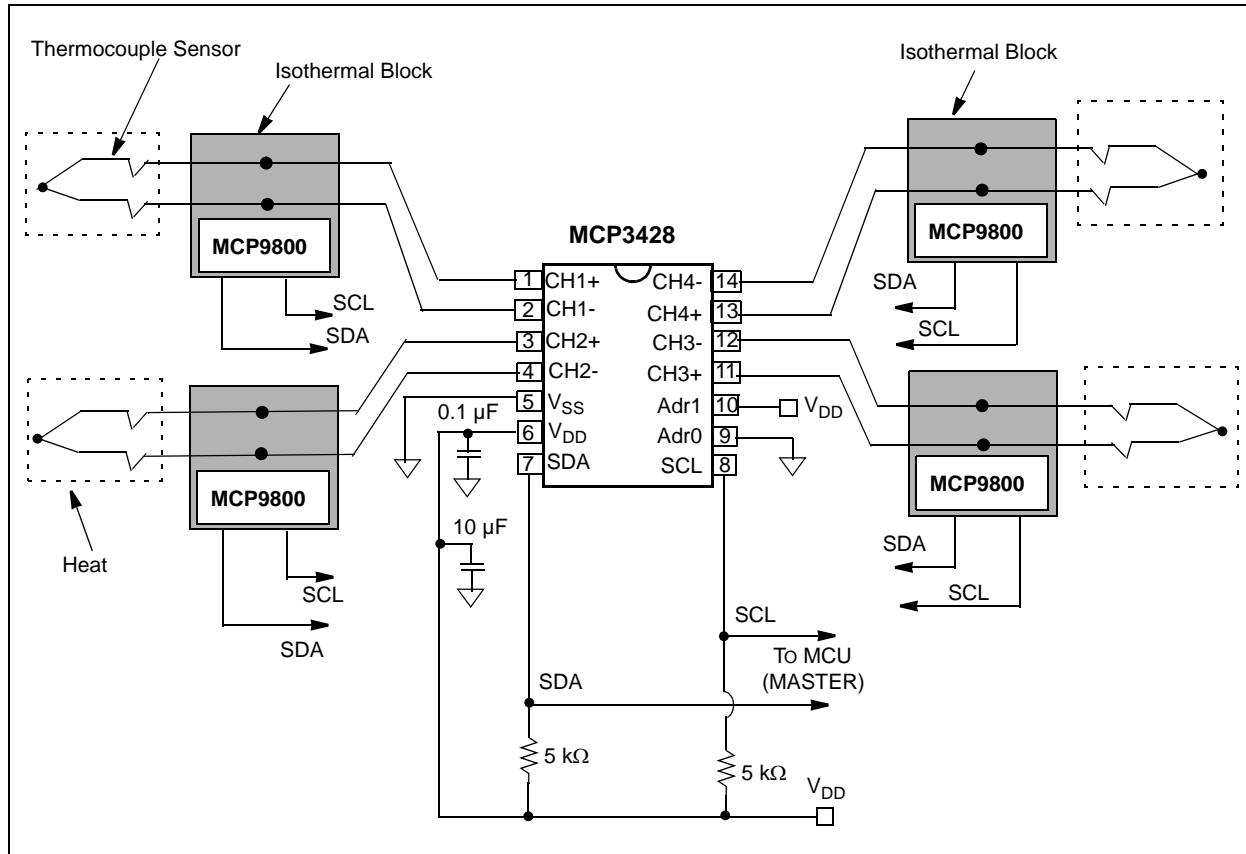 Thermocouple Sensor
Isothermal Block
Isothermal Block
MCP9800
MCP9800
SCL
SDA
SDA
SCL
MCP3428
1 CH1+ CH4- 14
2 CH1- CH4+ 13
3 CH2+ CH3- 12
4 CH2- CH3+ 11
5 VSS Adr1 10
6 VDD Adr0 9
7 SDA SCL 8
0.1 µF
10 µF
VDD
MCP9800
MCP9800
Heat
SCL
SDA
SDA
SCL
SCL
TO MCU
(MASTER)
SDA
5 kΩ
5 kΩ
VDD